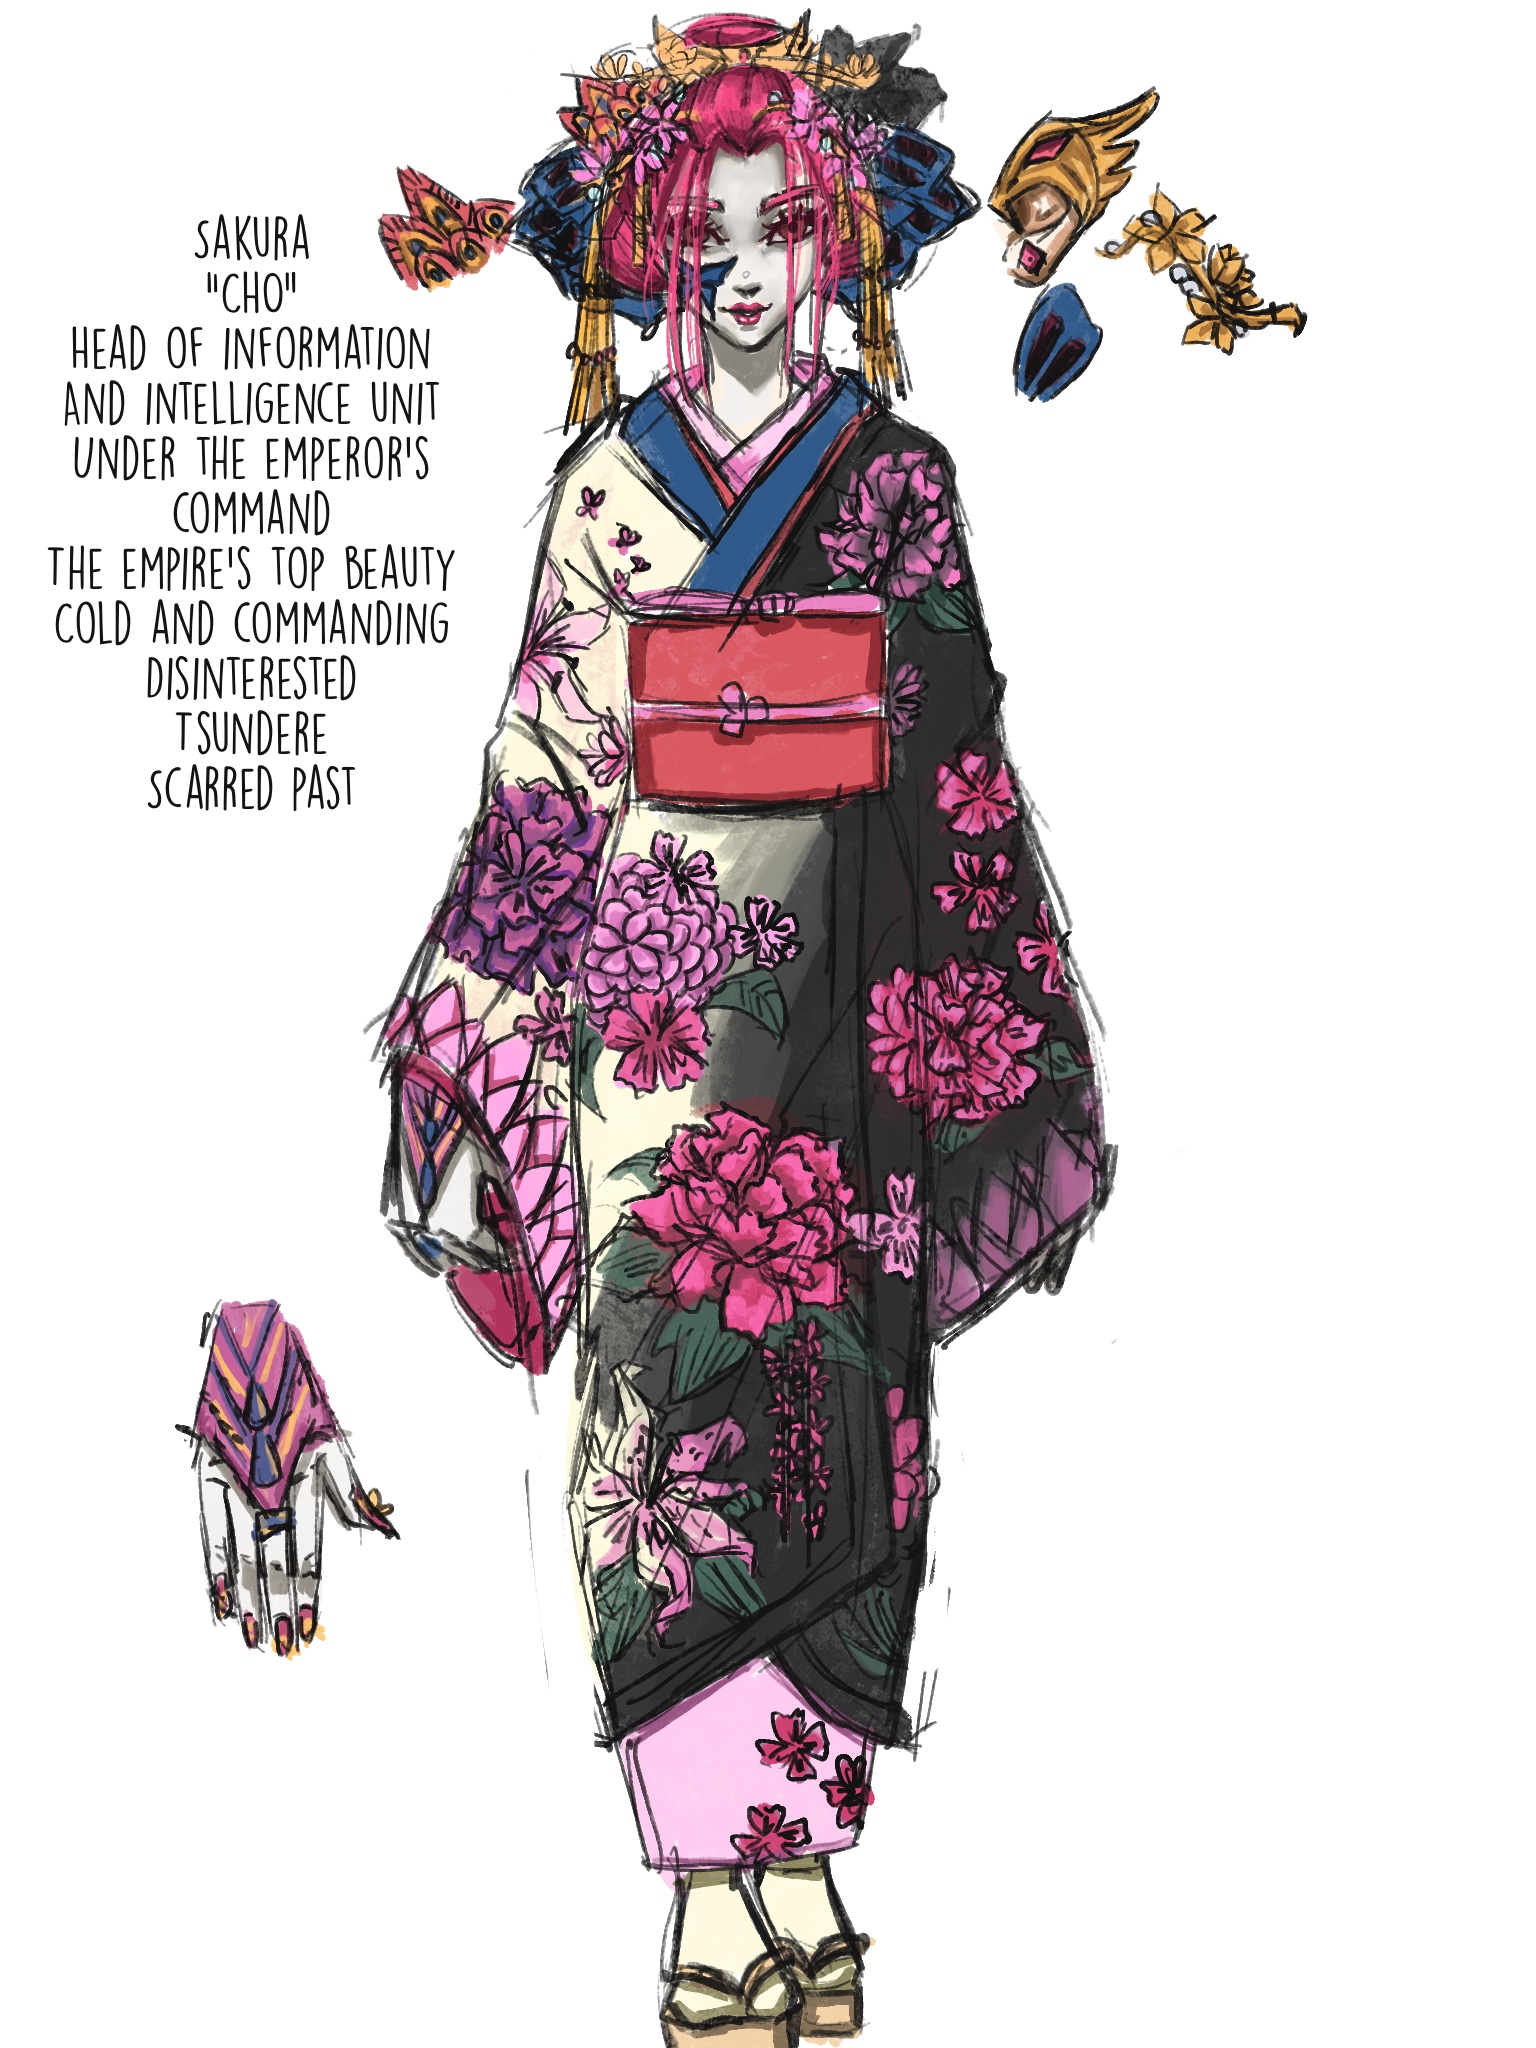 SAKURA
"CHO"
HEAD OF INFORMATION
AND INTELLIGENCE UNIT
UNDER THE EMPEROR'S
COMMAND
THE EMPIRE'S TOP BEAUTY
COLD AND COMMANDING
DISINTERESTED
TSUNDERE
SCARRED PAST